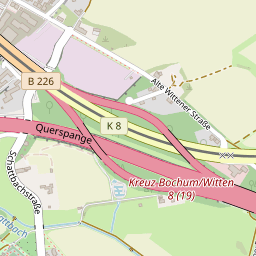 B 226
Alte Wittener Straße
K 8
Querspange
Schattbachstraße
Kreuz-Bochum/Witten
8 (19)